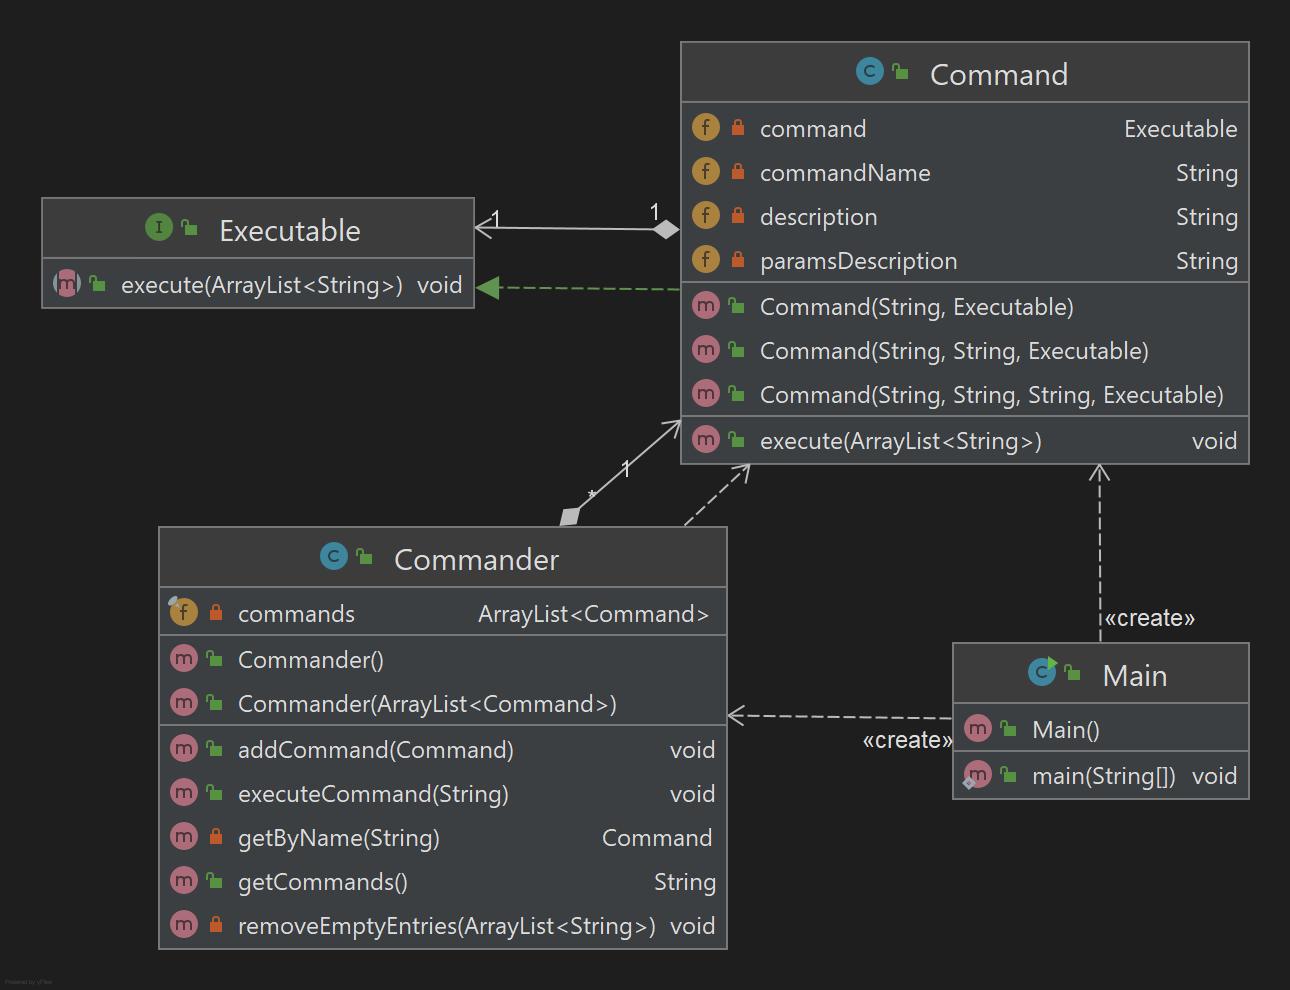 Command
command Executable
commandName String
description String
paramsDescription String
Command(String, Executable)
Command(String, String, Executable)
Command(String, String, String, Executable)
execute(ArrayList<String>) void
Executable
execute(ArrayList<String>) void
1
1
1
*
Commander
commands ArrayList<Command>
Commander()
Commander(ArrayList<Command>)
addCommand(Command) void
executeCommand(String) void
getByName(String) Command
getCommands() String
removeEmptyEntries(ArrayList<String>) void
«create»
«create»
Main
Main()
main(String[]) void
Powered by yFiles